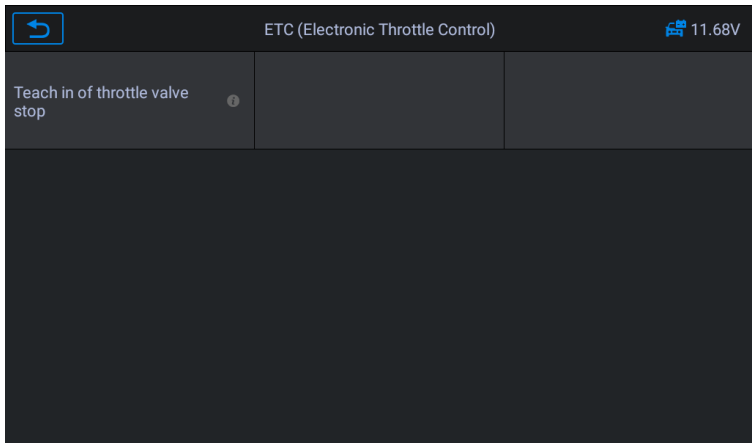 ETC (Electronic Throttle Control)
11.68V
Teach in of throttle valve
stop